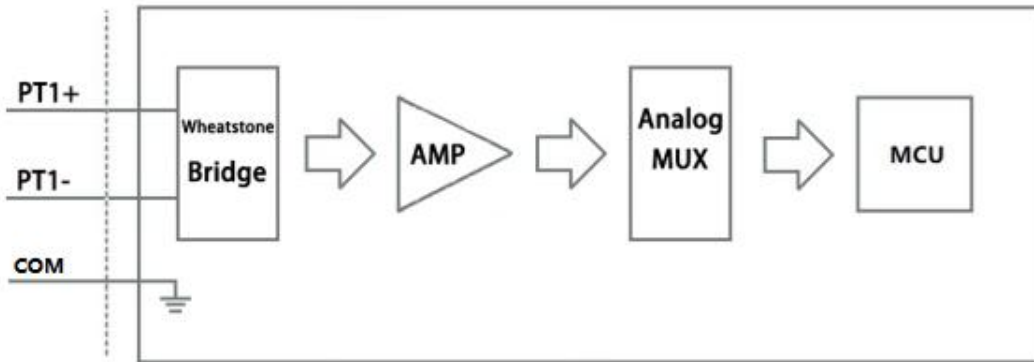 PT1+
PT1-
COM
Wheatstone
Bridge
AMP
Analog
MUX
MCU